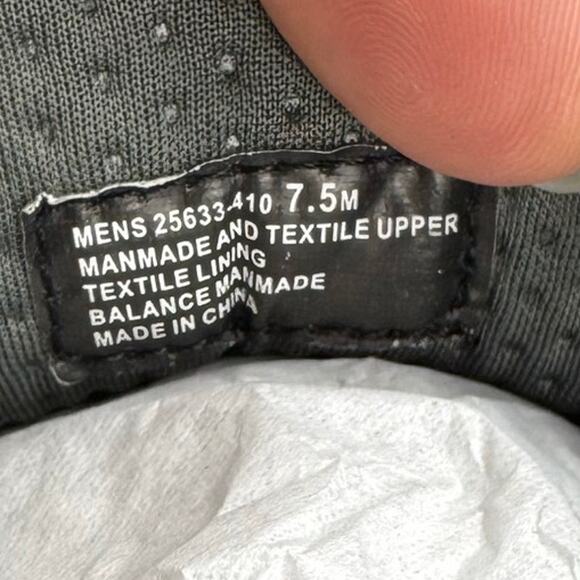 MENS 25633-410 7.5M
MANMADE AND TEXTILE UPPER
TEXTILE LINING
BALANCE MANMADE
MADE IN CHINA